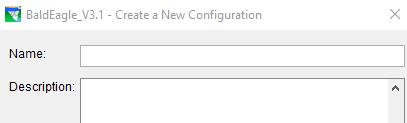 BaldEagle_V3.1 - Create a New Configuration
Name:
Description: